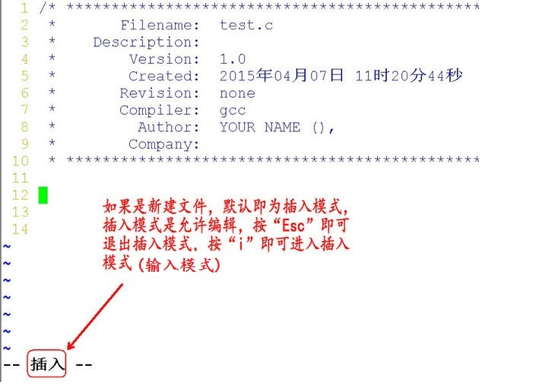 1 /* ************************************************
2 * Filename: test.c
3 * Description:
4 * Version: 1.0
5 * Created: 2015年04月07日 11时20分44秒
6 * Revision: none
7 * Compiler: gcc
8 * Author: YOUR NAME (),
9 * Company:
10 * ************************************************
11
12
13
14
如果是新建文件，默认即为插入模式，
插入模式是允许编辑，按“Esc”即可
退出插入模式，按“i”即可进入插入
模式(输入模式)
~
~
~
~
~
~
~
-- 插入 --